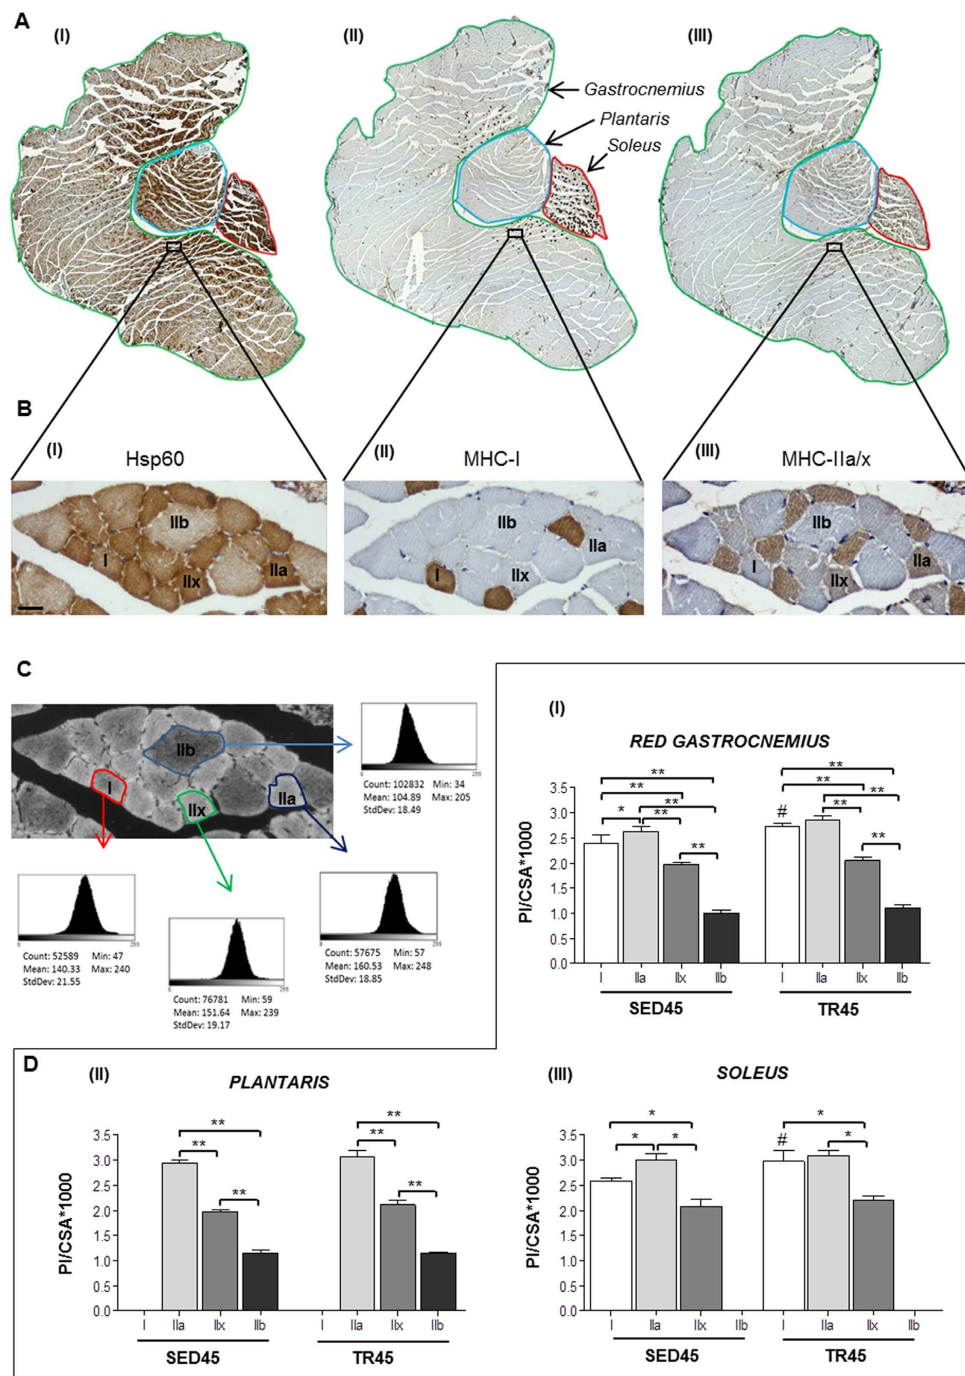 A
(I)
(II)
(III)
Gastrocnemius
Plantaris
Soleus
B
(I)
(II)
(III)
Hsp60
MHC-I
MHC-IIa/x
IIb
I
IIx
IIa
IIb
I
IIx
IIa
IIb
I
IIx
IIa
C
IIb
I
IIx
IIa
0 255
Count: 102832 Min: 34
Mean: 104.89 Max: 205
StdDev: 18.49
0 255
Count: 52589 Min: 47
Mean: 140.33 Max: 240
StdDev: 21.55
0 255
Count: 76781 Min: 59
Mean: 151.64 Max: 239
StdDev: 19.17
0 255
Count: 57675 Min: 57
Mean: 160.53 Max: 248
StdDev: 18.85
(I)
RED GASTROCNEMIUS
PI/CSA*1000
3.5
3.0
2.5
2.0
1.5
1.0
0.5
0.0
**
**
* **
**
**
**
**
# **
**
**
I IIa IIx IIb I IIa IIx IIb
SED45 TR45
D
(II)
PLANTARIS
PI/CSA*1000
3.5
3.0
2.5
2.0
1.5
1.0
0.5
0.0
**
**
**
**
**
**
I IIa IIx IIb I IIa IIx IIb
SED45 TR45
(III)
SOLEUS
PI/CSA*1000
3.5
3.0
2.5
2.0
1.5
1.0
0.5
0.0
* *
* * # *
I IIa IIx IIb I IIa IIx IIb
SED45 TR45